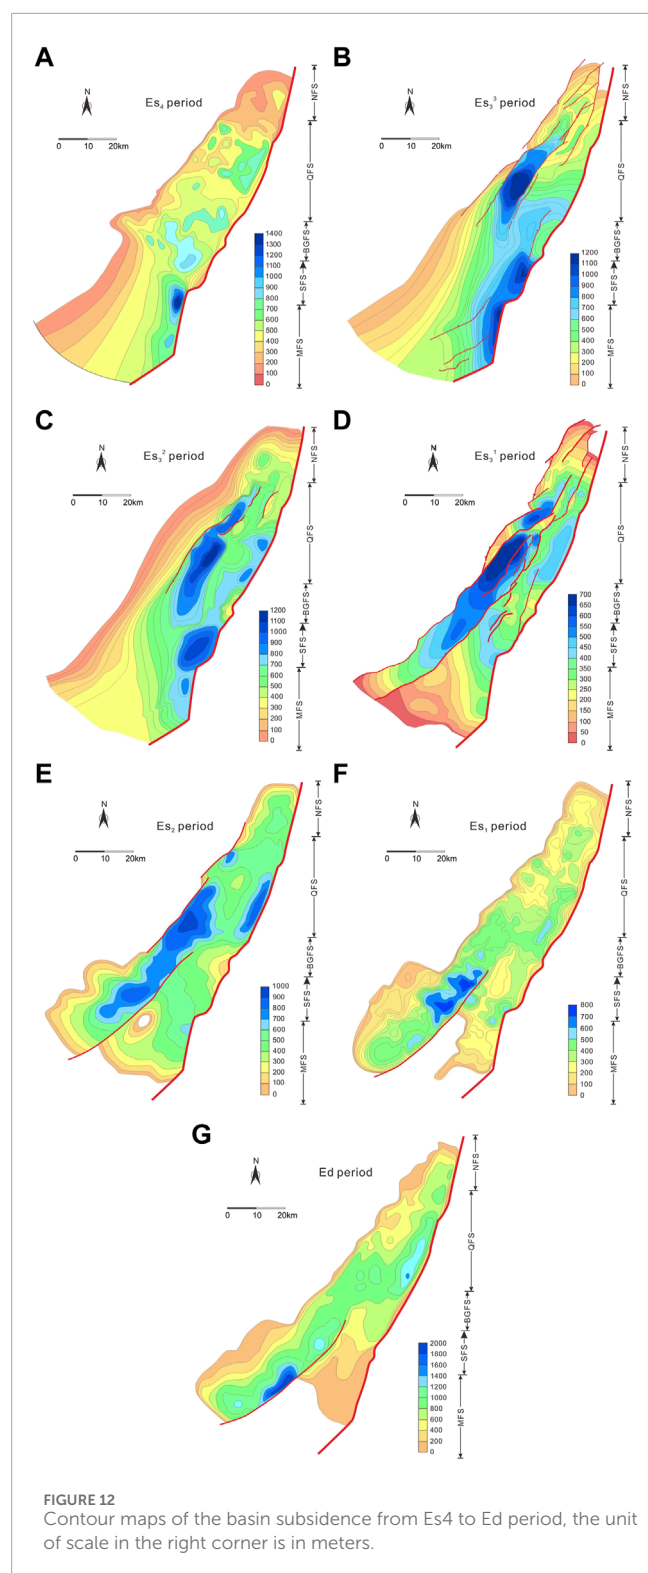 A
N
Es4 period
0 10 20km
1400
1300
1200
1000
900
800
700
600
500
400
300
200
100
0
NFS
QFS
BGFS
SFS
MFS
B
N
Es3 3 period
0 10 20km
1200
1100
1000
900
800
700
600
500
400
300
200
100
0
NFS
QFS
BGFS
SFS
MFS
C
N
Es3 2 period
0 10 20km
1200
1100
1000
900
800
700
600
500
400
300
200
100
0
NFS
QFS
BGFS
SFS
MFS
D
N
Es3 1 period
0 10 20km
700
650
600
550
500
450
400
350
300
250
200
150
100
50
0
NFS
QFS
BGFS
SFS
MFS
E
N
Es2 period
0 10 20km
1000
900
800
700
600
500
400
300
200
100
0
NFS
QFS
BGFS
SFS
MFS
F
N
Es1 period
0 10 20km
800
700
600
500
400
300
200
100
0
NFS
QFS
BGFS
SFS
MFS
G
N
Ed period
0 10 20km
2000
1800
1600
1400
1200
1000
800
600
400
200
0
NFS
QFS
BGFS
SFS
MFS
FIGURE 12
Contour maps of the basin subsidence from Es4 to Ed period, the unit
of scale in the right corner is in meters.